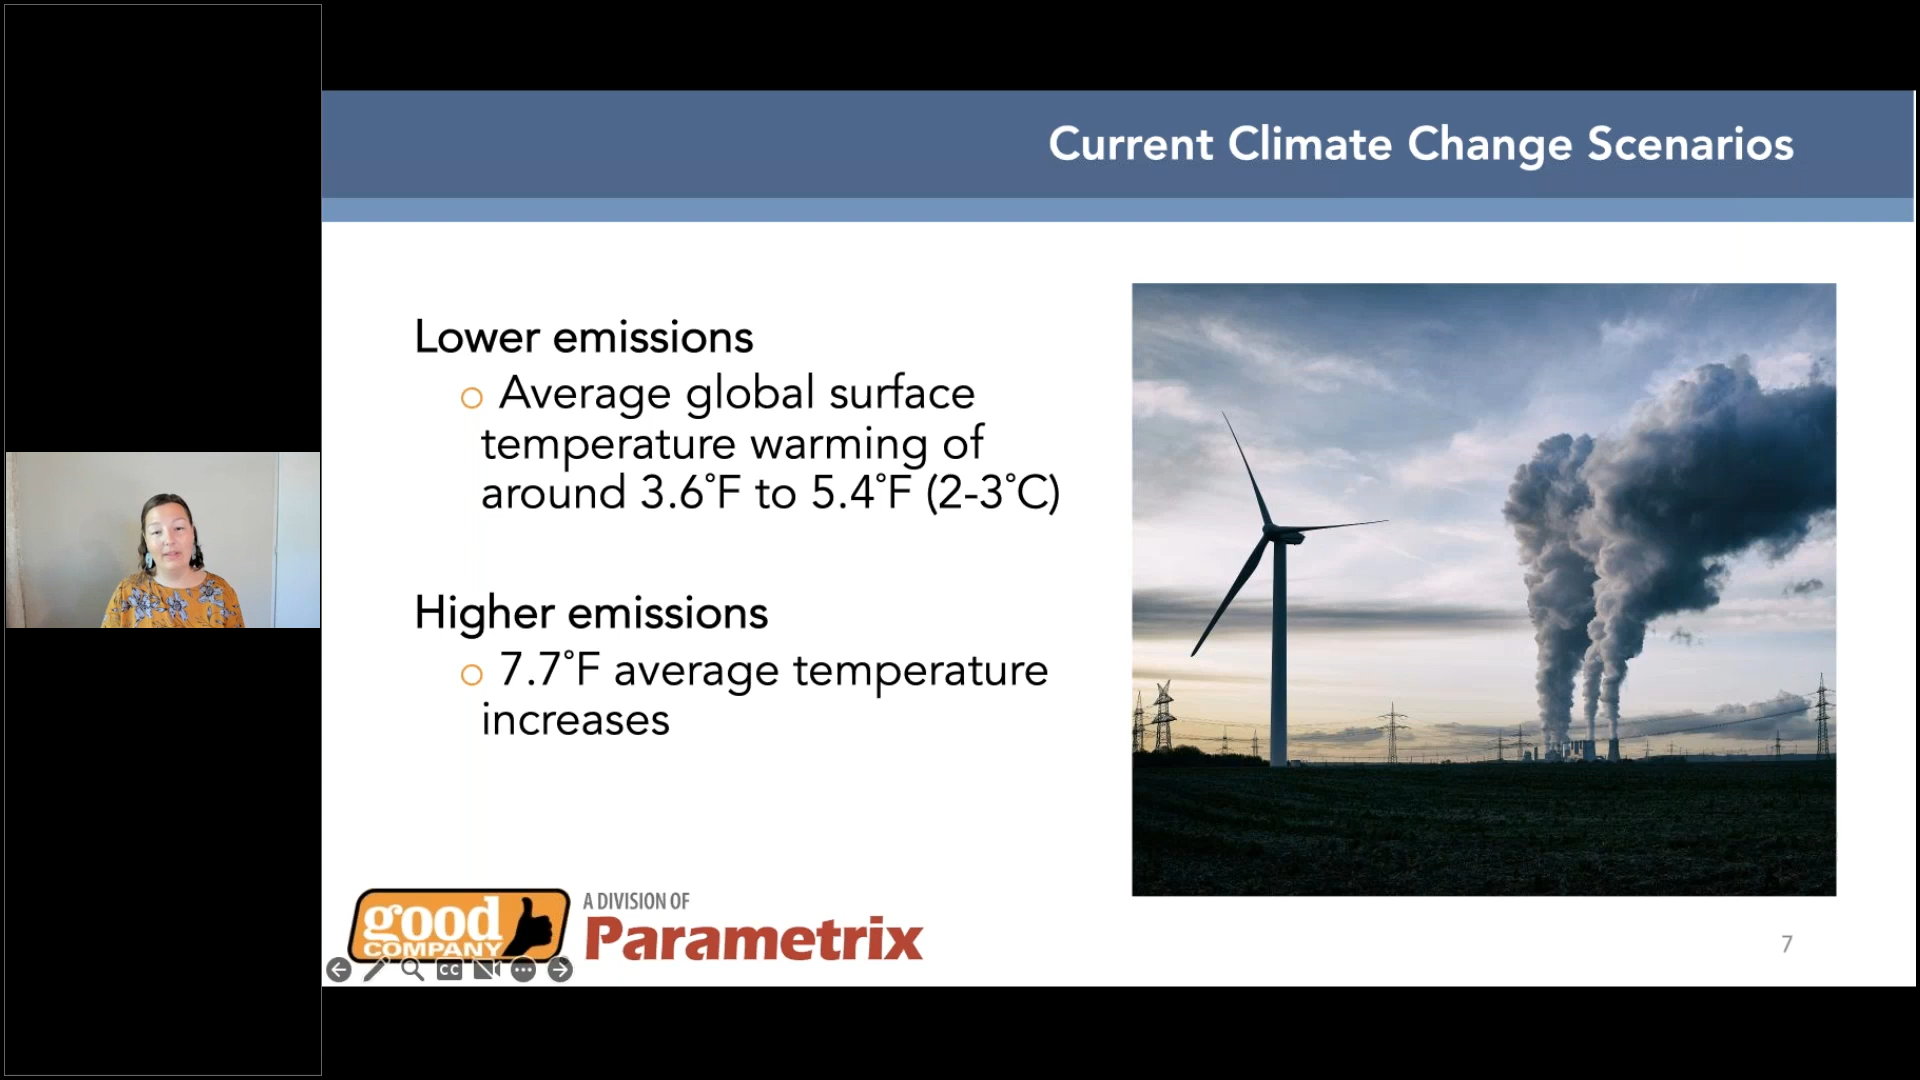 Current Climate Change Scenarios
Lower emissions
o Average global surface
temperature warming of
around 3.6˚F to 5.4˚F (2-3˚C)
Higher emissions
o 7.7˚F average temperature
increases
good
COMPANY
A DIVISION OF
Parametrix
CC
7